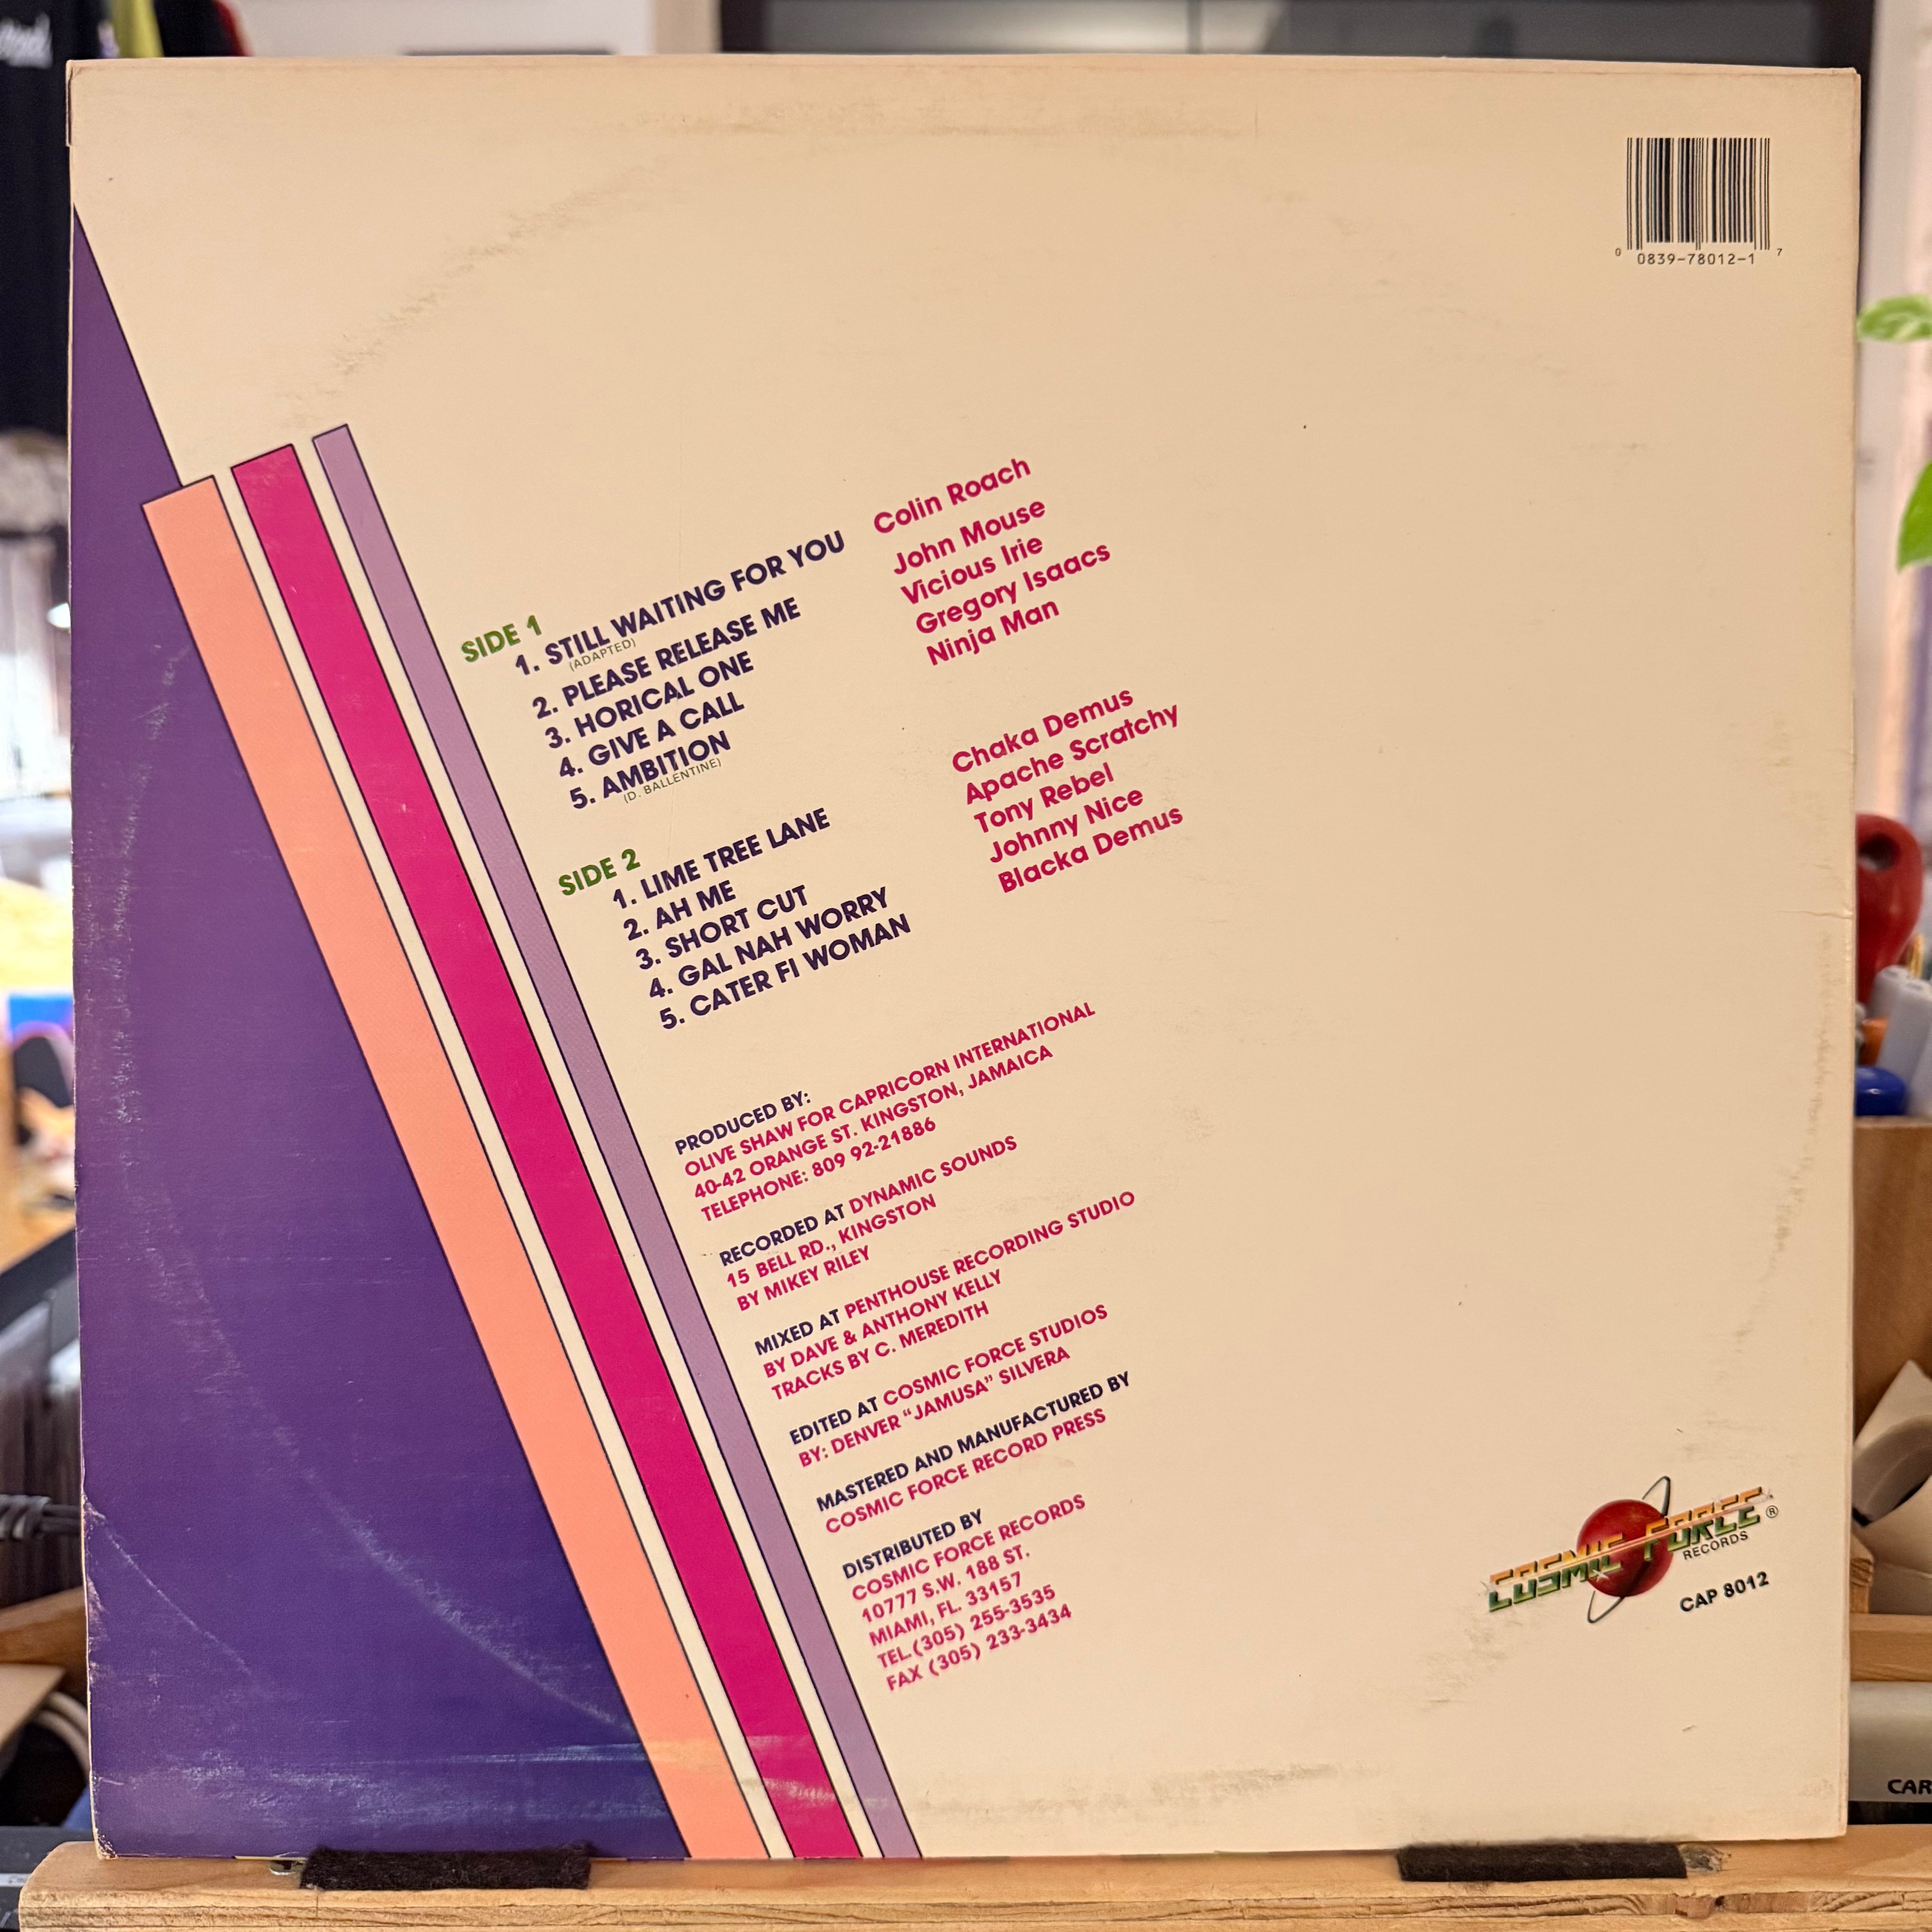 0 0839-78012-1 7
SIDE 1
1. STILL WAITING FOR YOU Colin Roach
(ADAPTED)
2. PLEASE RELEASE ME John Mouse
3. HORICAL ONE Vicious Irie
4. GIVE A CALL Gregory Isaacs
5. AMBITION Ninja Man
(D. BALLENTINE)
SIDE 2
1. LIME TREE LANE Chaka Demus
2. AH ME Apache Scratchy
3. SHORT CUT Tony Rebel
4. GAL NAH WORRY Johnny Nice
5. CATER FI WOMAN Blacka Demus
PRODUCED BY:
OLIVE SHAW FOR CAPRICORN INTERNATIONAL
40-42 ORANGE ST. KINGSTON, JAMAICA
TELEPHONE: 809 92-21886
RECORDED AT DYNAMIC SOUNDS
15 BELL RD., KINGSTON
BY MIKEY RILEY
MIXED AT PENTHOUSE RECORDING STUDIO
BY DAVE & ANTHONY KELLY
TRACKS BY C. MEREDITH
EDITED AT COSMIC FORCE STUDIOS
BY: DENVER "JAMUSA" SILVERA
MASTERED AND MANUFACTURED BY
COSMIC FORCE RECORD PRESS
DISTRIBUTED BY
COSMIC FORCE RECORDS
10777 S.W. 188 ST.
MIAMI, FL. 33157
TEL.(305) 255-3535
FAX (305) 233-3434
COSMIC FORCE ®
RECORDS
CAP 8012
CAR